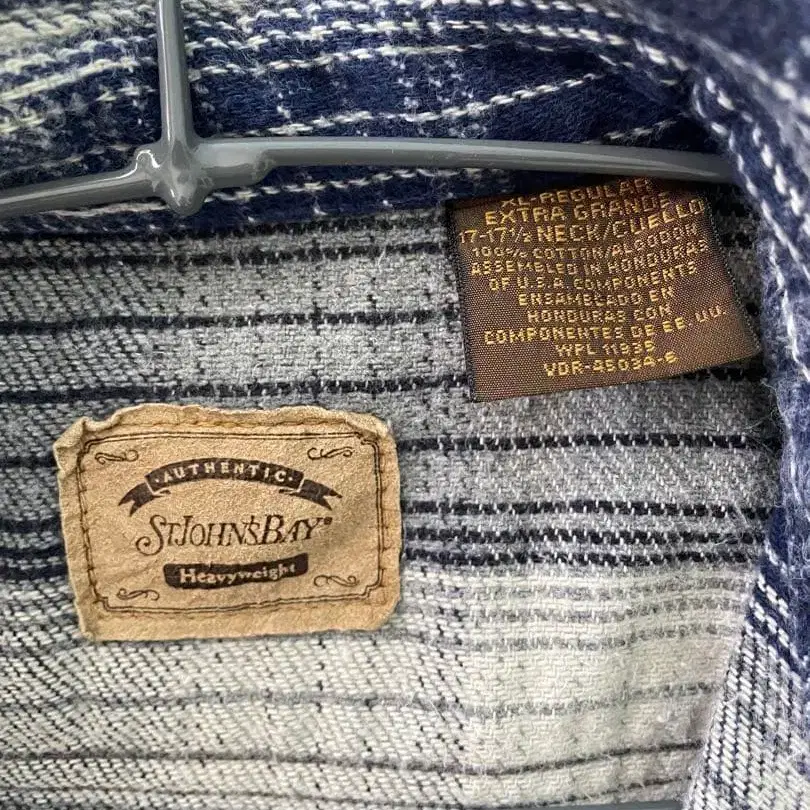 XL-REGULAR
EXTRA GRANDE
17-17½ NECK/CUELLO
100% COTTON/ALGODON
ASSEMBLED IN HONDURAS
OF U.S.A. COMPONENTS
ENSAMBLADO EN
HONDURAS CON
COMPONENTES DE EE.UU.
WPL 11935
VDR-45034-6
·AUTHENTIC·
ST.JOHN'S BAY®
Heavyweight